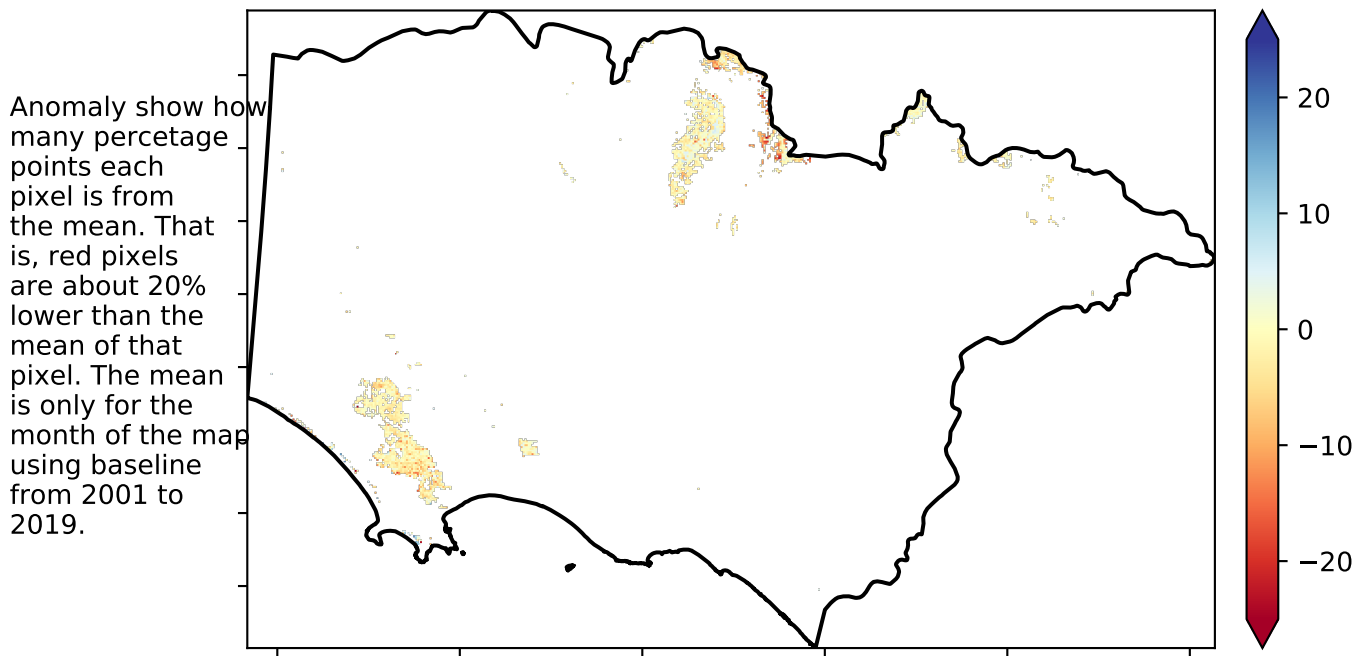 Anomaly show how
many percetage
points each
pixel is from
the mean. That
is, red pixels
are about 20%
lower than the
mean of that
pixel. The mean
is only for the
month of the map
using baseline
from 2001 to
2019.
20
10
0
−10
−20